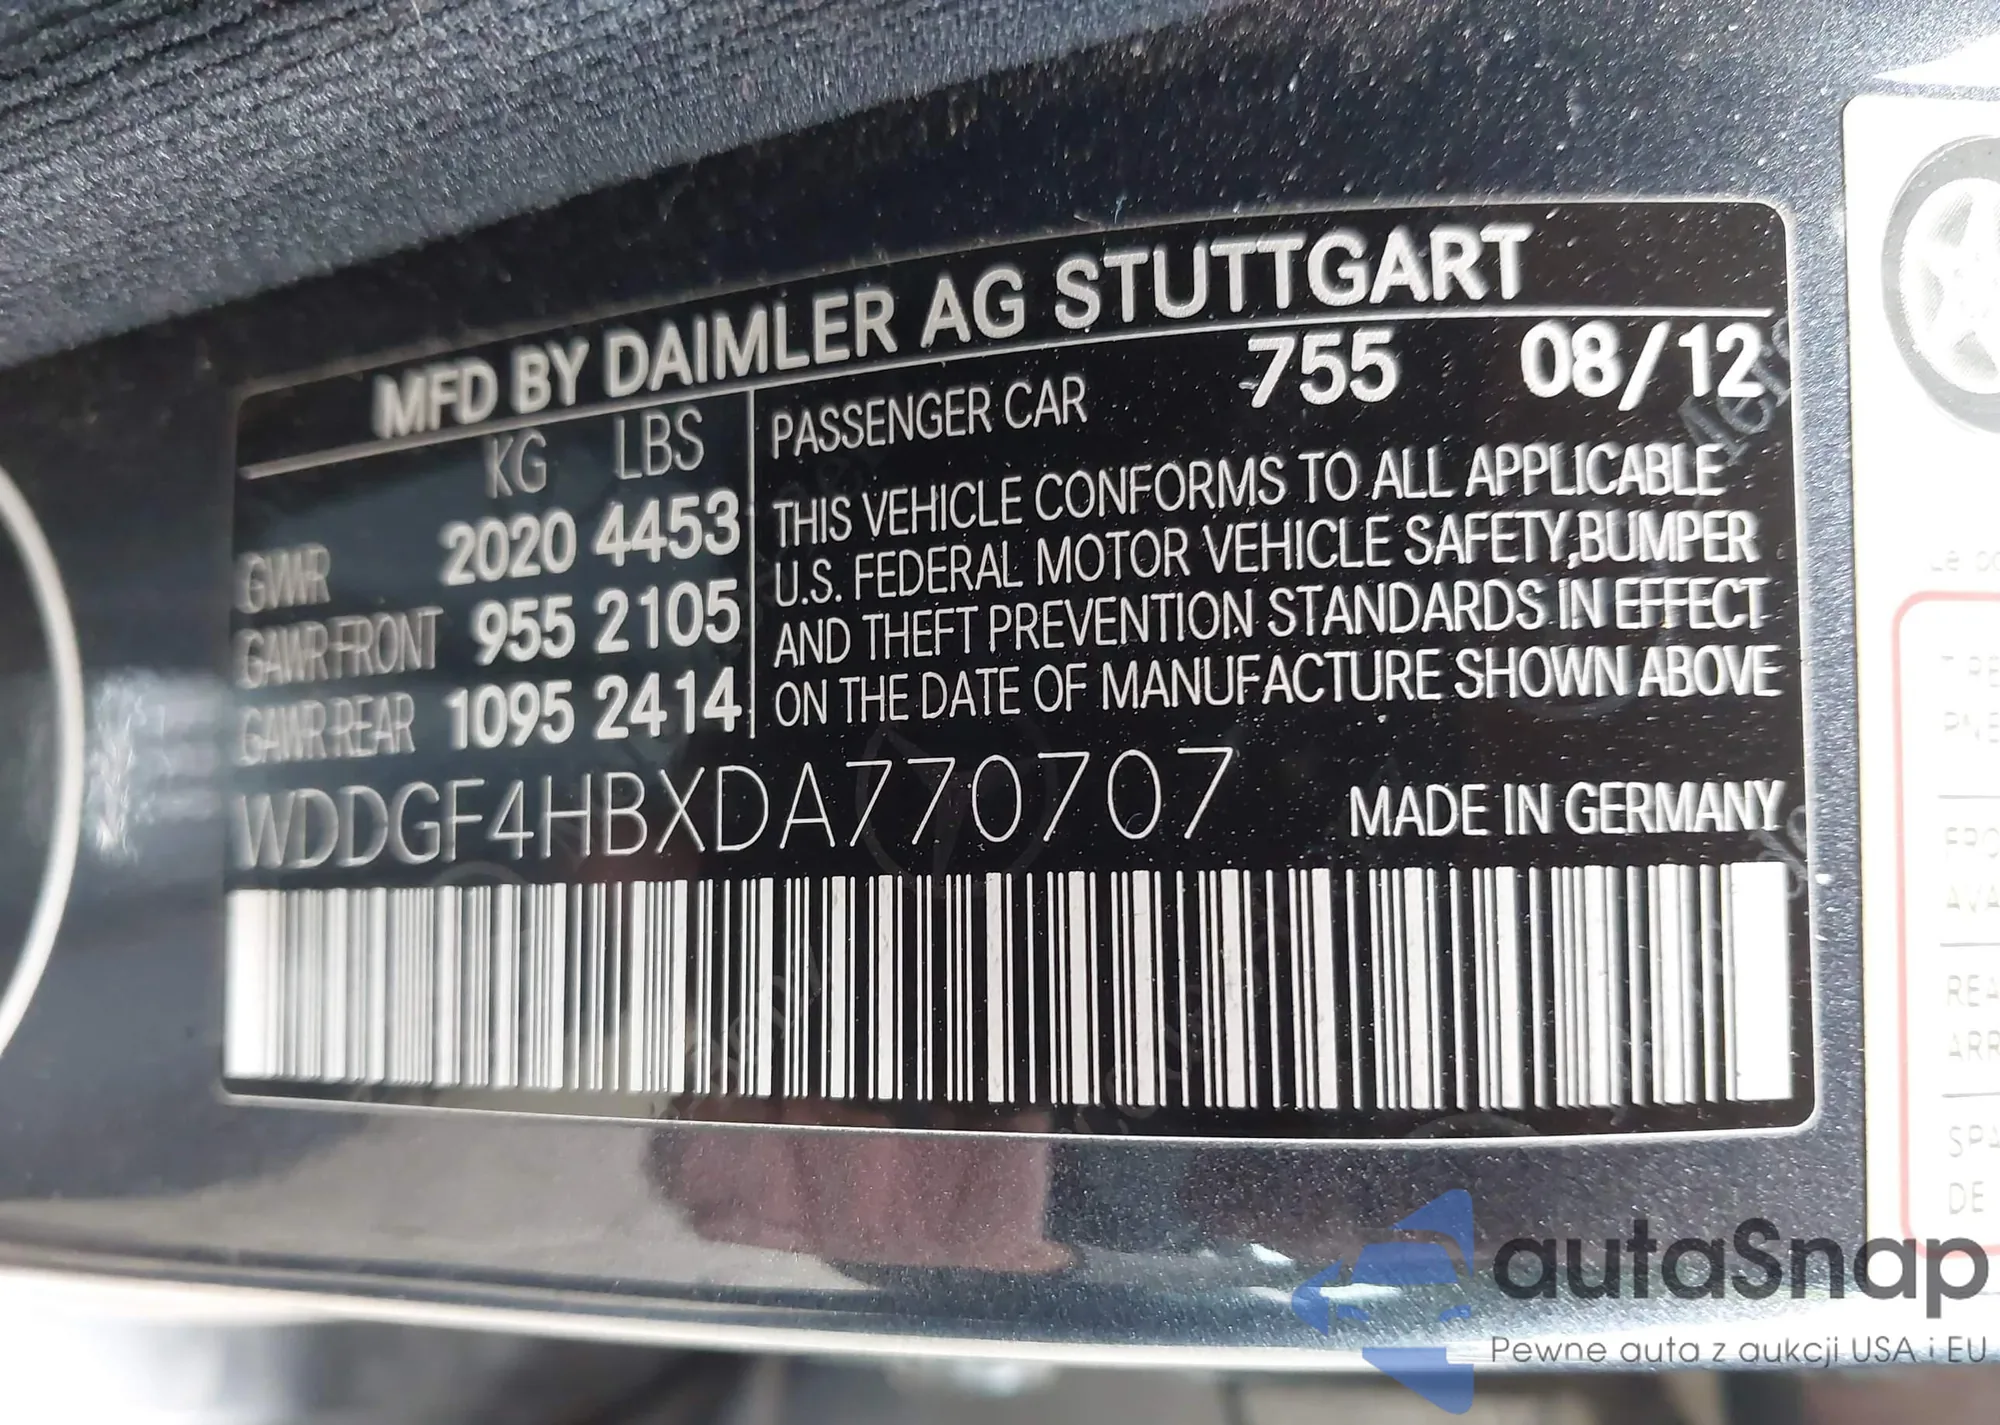 MFD BY DAIMLER AG STUTTGART
KG LBS
GVWR 2020 4453
GAWR FRONT 955 2105
GAWR REAR 1095 2414
PASSENGER CAR 755 08/12
THIS VEHICLE CONFORMS TO ALL APPLICABLE
U.S. FEDERAL MOTOR VEHICLE SAFETY,BUMPER
AND THEFT PREVENTION STANDARDS IN EFFECT
ON THE DATE OF MANUFACTURE SHOWN ABOVE
WDDGF4HBXDA770707 MADE IN GERMANY
autaSnap
Pewne auta z aukcji USA i EU